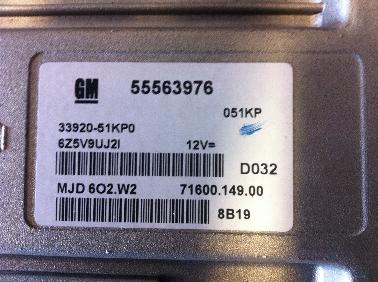 GM 55563976
051KP
33920-51KP0
6Z5V9UJ2I 12V=
D032
MJD 6O2.W2 71600.149.00
8B19